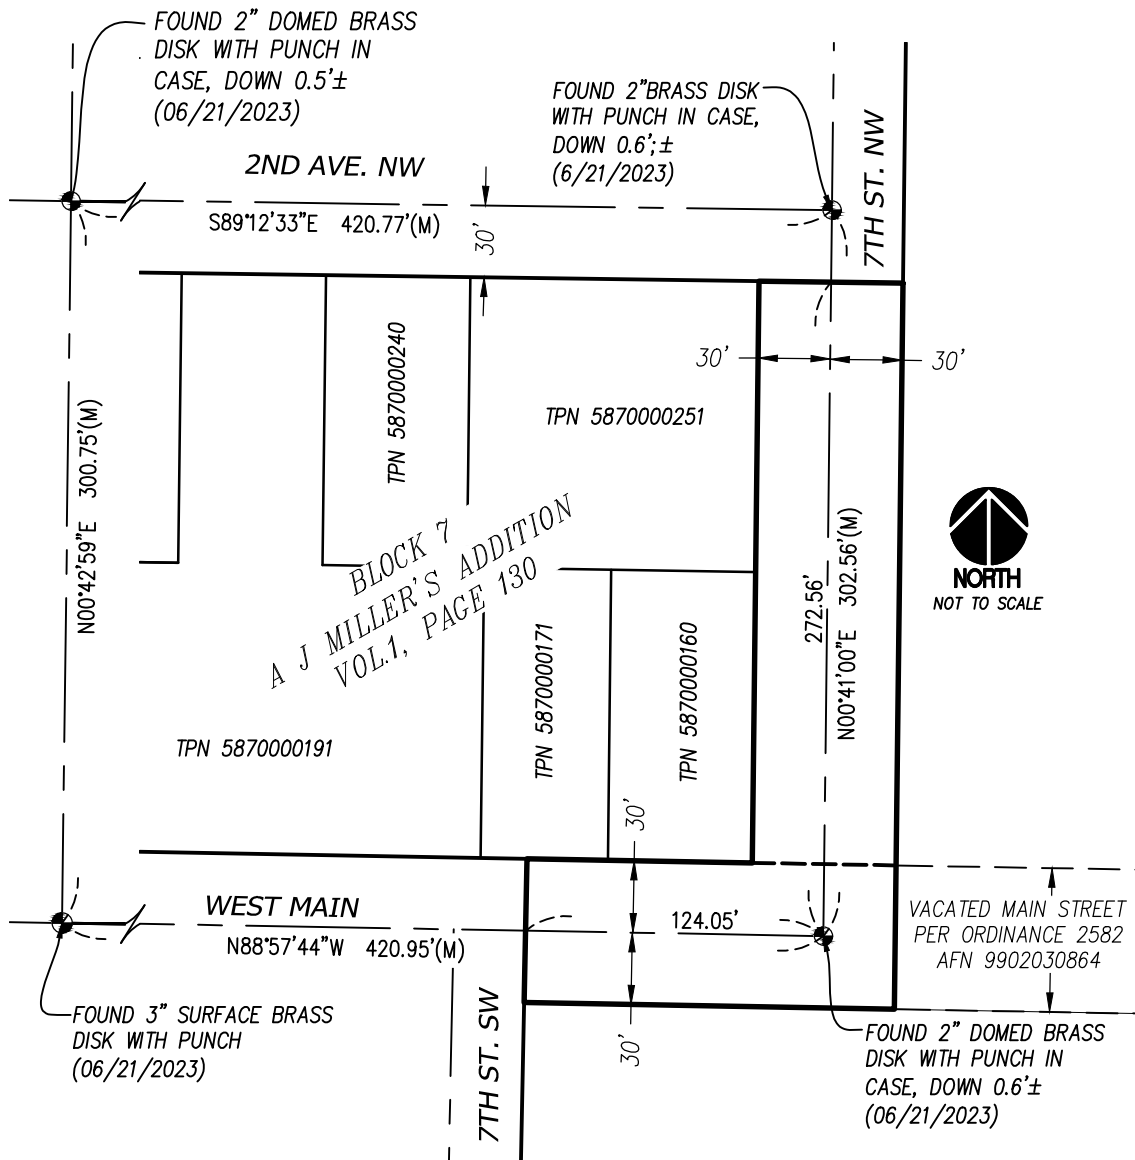 FOUND 2" DOMED BRASS
DISK WITH PUNCH IN
CASE, DOWN 0.5'±
(06/21/2023)
FOUND 2"BRASS DISK
WITH PUNCH IN CASE,
DOWN 0.6';±
(6/21/2023)
7TH ST. NW
2ND AVE. NW
S89°12'33"E 420.77'(M)
30'
30'
30'
TPN 5870000240
TPN 5870000251
N00°42'59"E 300.75'(M)
BLOCK 7
A J MILLER'S ADDITION
VOL.1, PAGE 130
272.56'
N00°41'00"E 302.56'(M)
NORTH
NOT TO SCALE
TPN 5870000171
TPN 5870000160
TPN 5870000191
30'
WEST MAIN
N88°57'44"W 420.95'(M)
124.05'
VACATED MAIN STREET
PER ORDINANCE 2582
AFN 9902030864
FOUND 3" SURFACE BRASS
DISK WITH PUNCH
(06/21/2023)
7TH ST. SW
30'
FOUND 2" DOMED BRASS
DISK WITH PUNCH IN
CASE, DOWN 0.6'±
(06/21/2023)